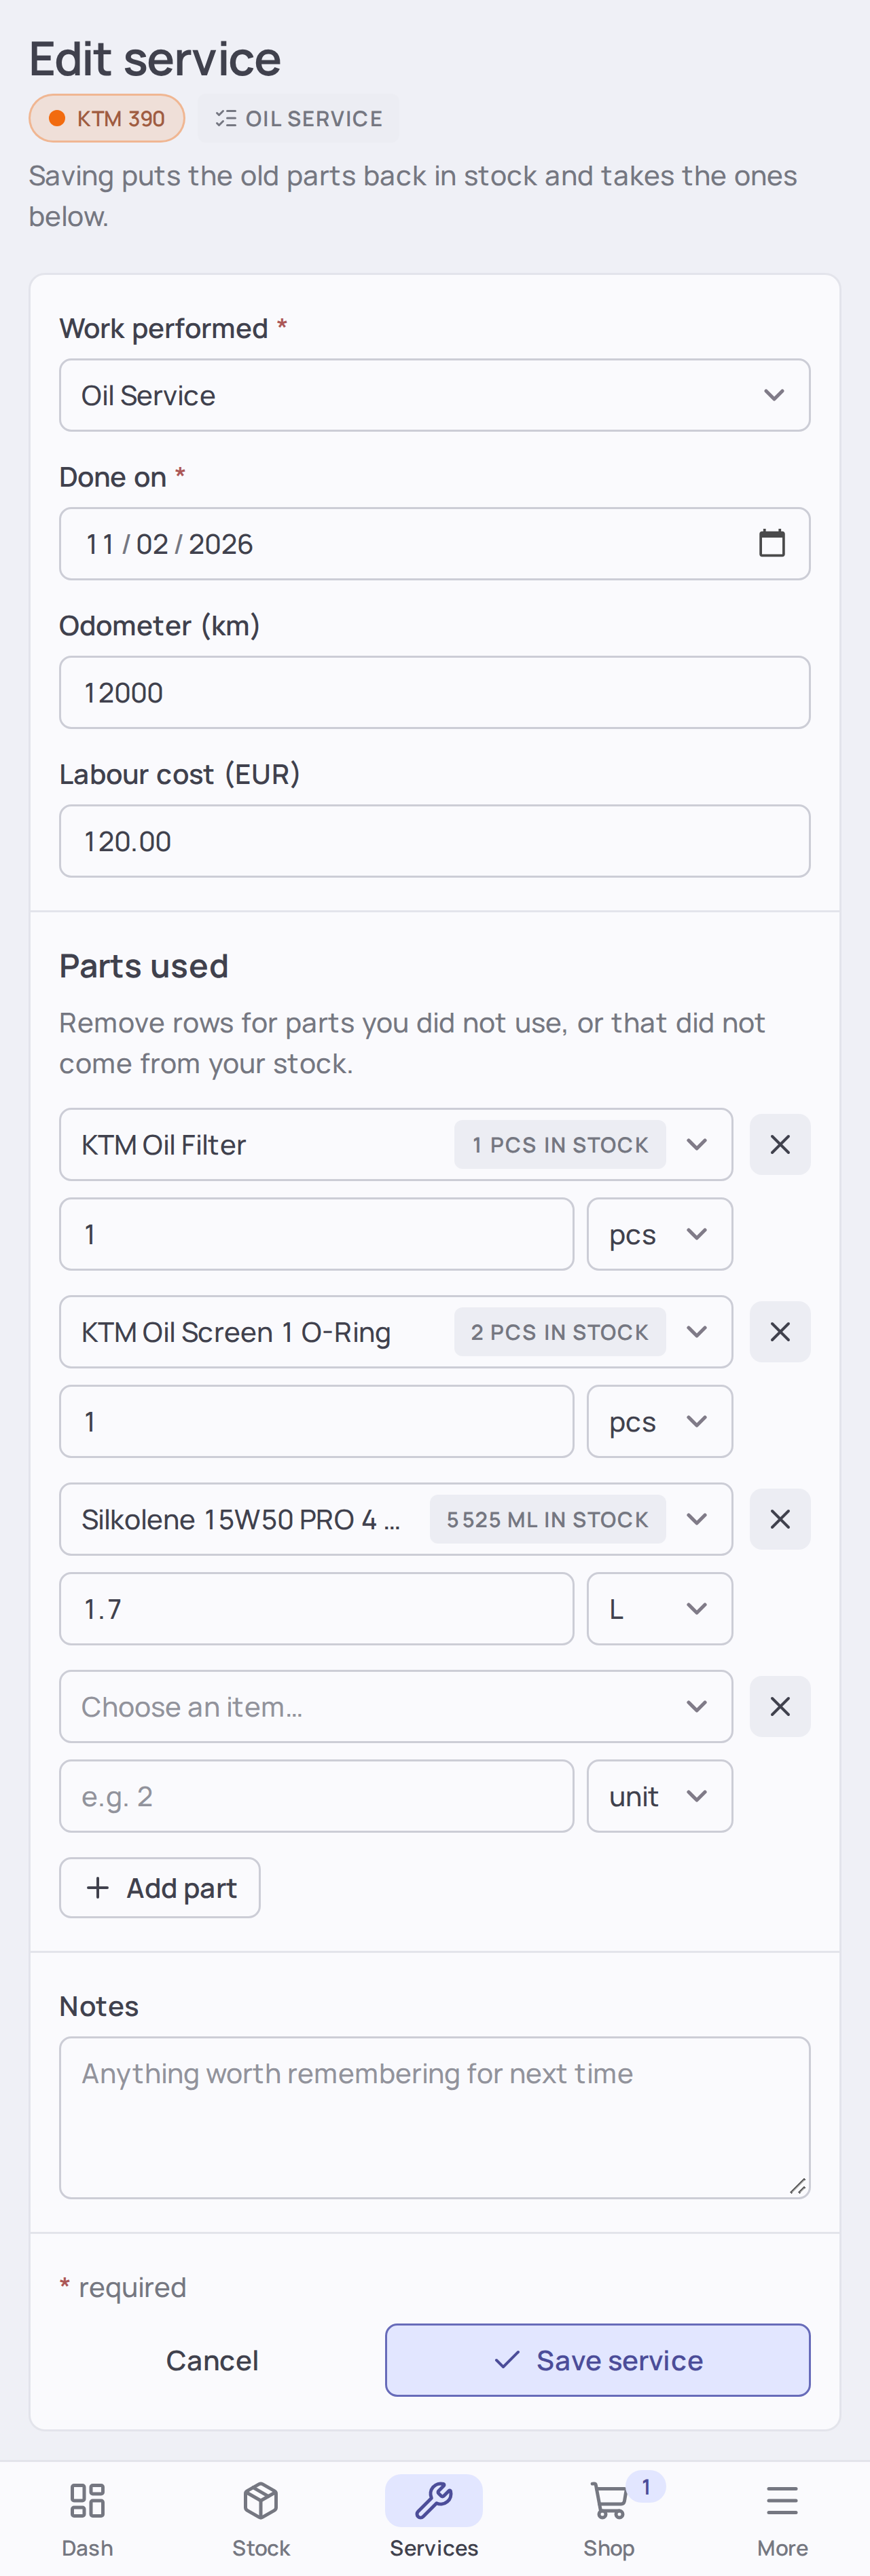 Edit service
KTM 390
OIL SERVICE
Saving puts the old parts back in stock and takes the ones
below.
Work performed *
Oil Service
Done on *
11 / 02 / 2026
Odometer (km)
12000
Labour cost (EUR)
120.00
Parts used
Remove rows for parts you did not use, or that did not
come from your stock.
KTM Oil Filter 1 PCS IN STOCK
1 pcs
KTM Oil Screen 1 O-Ring 2 PCS IN STOCK
1 pcs
Silkolene 15W50 PRO 4 ... 5 525 ML IN STOCK
1.7 L
Choose an item...
e.g. 2 unit
Add part
Notes
Anything worth remembering for next time
* required
Cancel Save service
1
Dash Stock Services Shop More